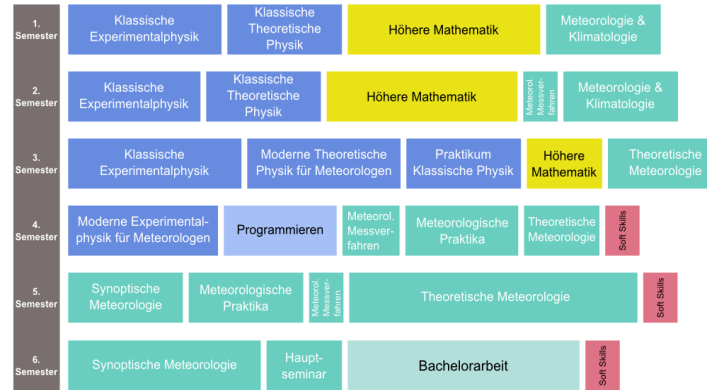 1.
Semester
Klassische
Experimentalphysik
Klassische
Theoretische
Physik
Höhere Mathematik
Meteorologie &
Klimatologie
2.
Semester
Klassische
Experimentalphysik
Klassische
Theoretische
Physik
Höhere Mathematik
Meteorol.
Messver-
fahren
Meteorologie &
Klimatologie
3.
Semester
Klassische
Experimentalphysik
Moderne Theoretische
Physik für Meteorologen
Praktikum
Klassische Physik
Höhere
Mathematik
Theoretische
Meteorologie
4.
Semester
Moderne Experimental-
physik für Meteorologen
Programmieren
Meteorol.
Messver-
fahren
Meteorologische
Praktika
Theoretische
Meteorologie
Soft Skills
5.
Semester
Synoptische
Meteorologie
Meteorologische
Praktika
Meteorol.
Messver-
fahren
Theoretische Meteorologie
Soft Skills
6.
Semester
Synoptische Meteorologie
Haupt-
seminar
Bachelorarbeit
Soft Skills